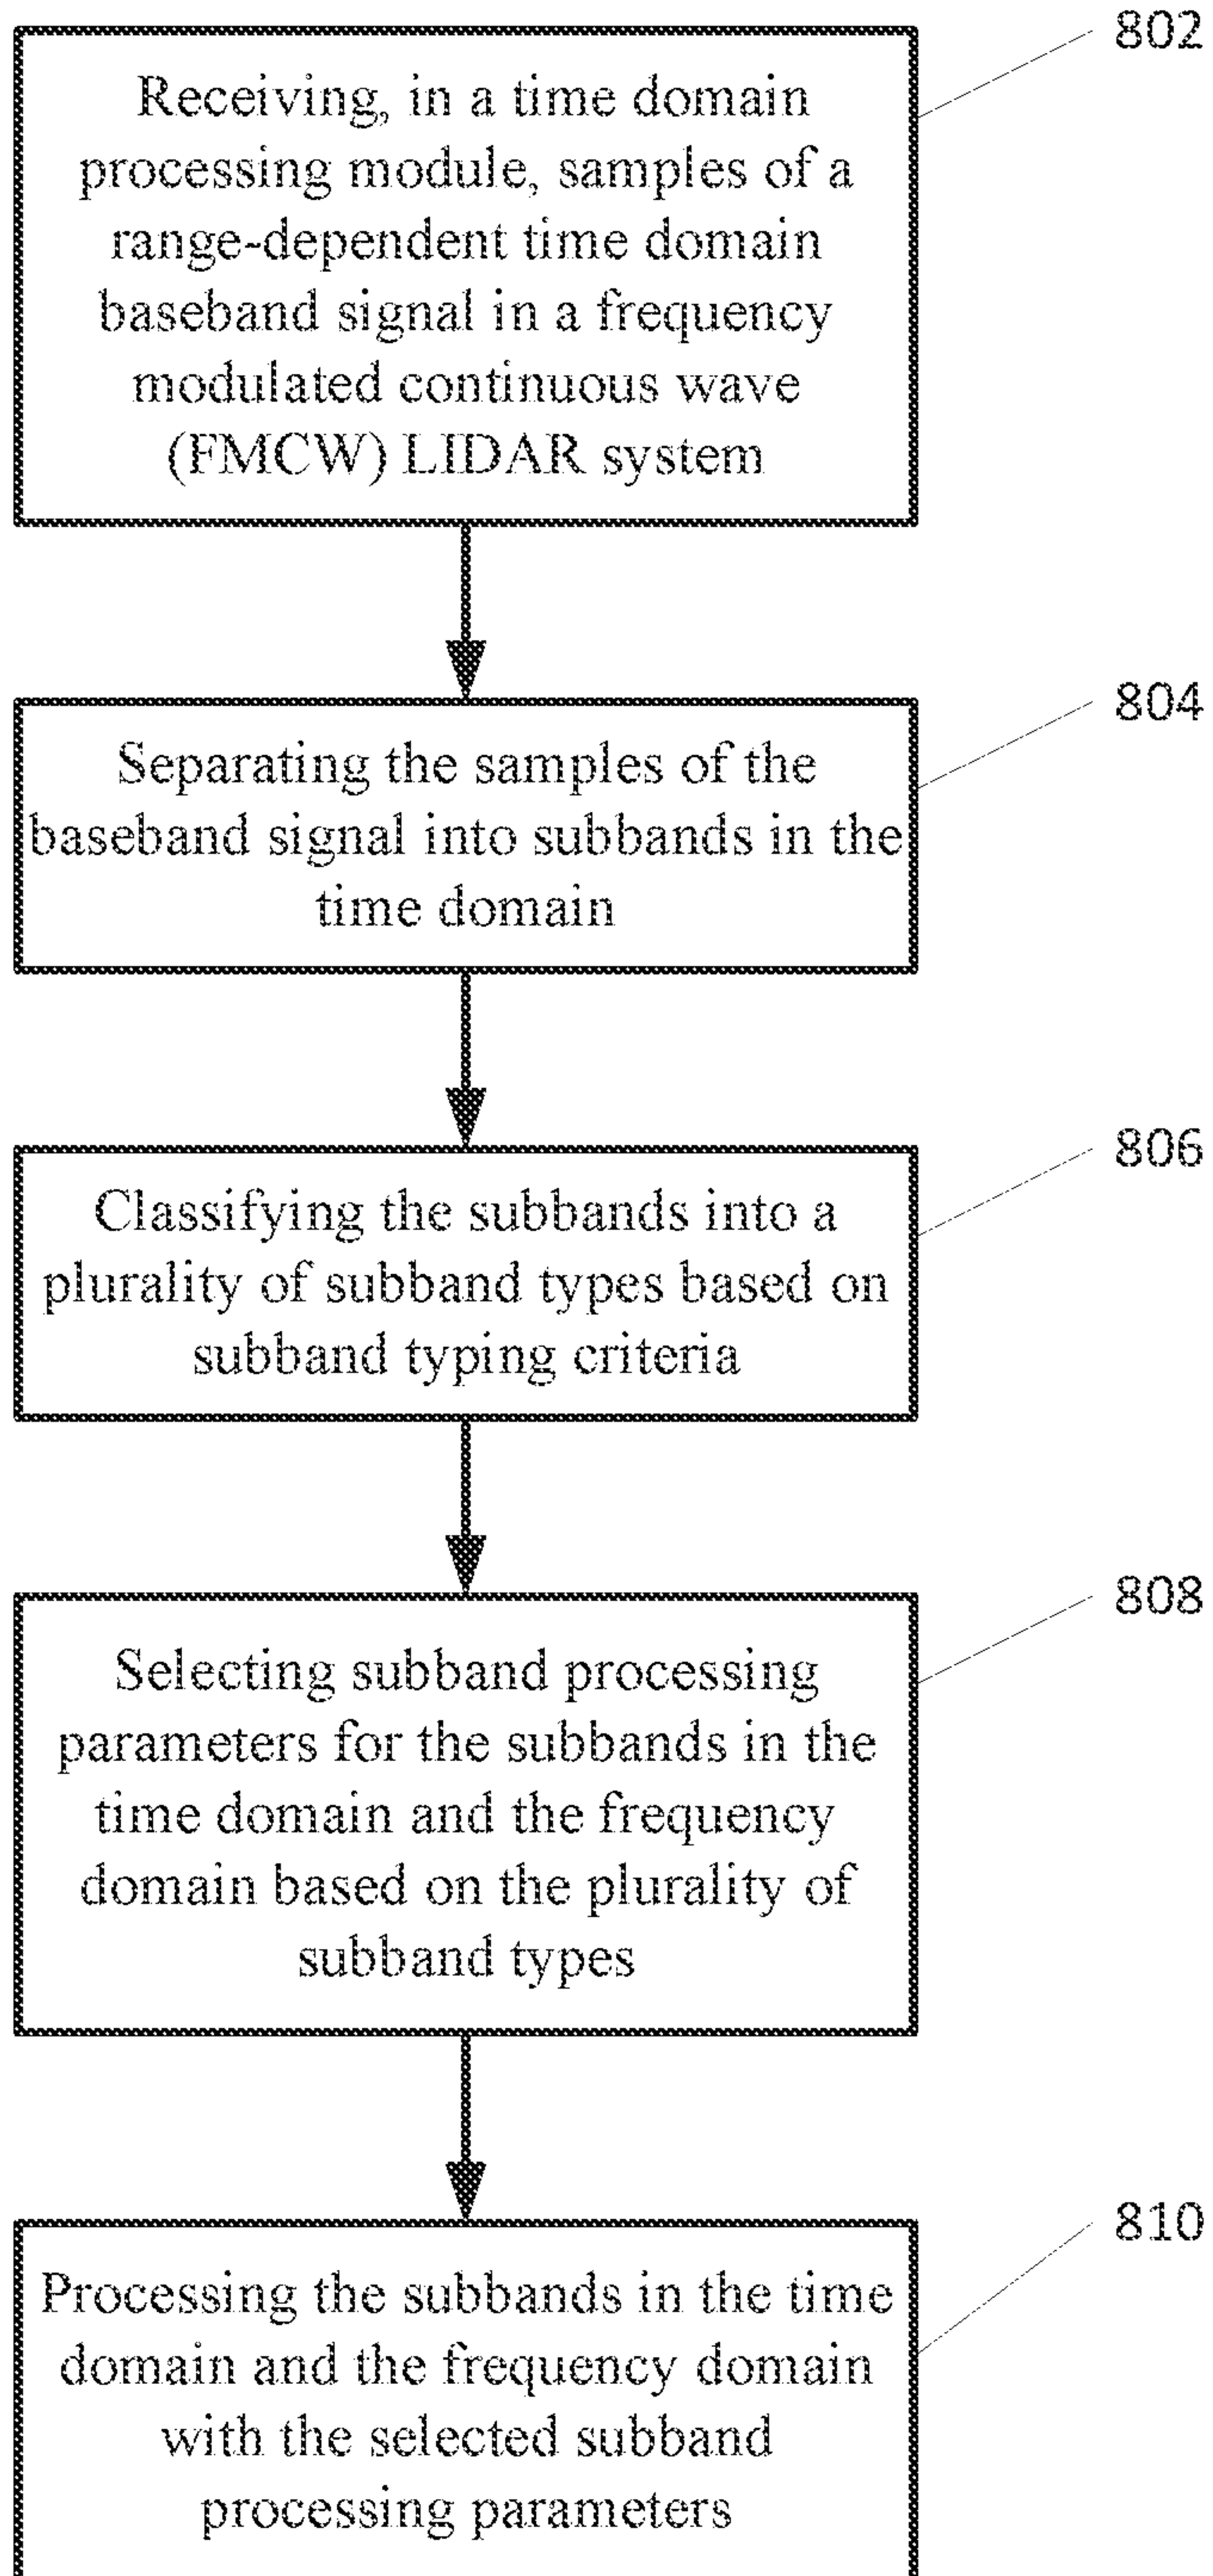 802
Receiving, in a time domain
processing module, samples of a
range-dependent time domain
baseband signal in a frequency
modulated continuous wave
(FMCW) LIDAR system
804
Separating the samples of the
baseband signal into subbands in the
time domain
806
Classifying the subbands into a
plurality of subband types based on
subband typing criteria
808
Selecting subband processing
parameters for the subbands in the
time domain and the frequency
domain based on the plurality of
subband types
810
Processing the subbands in the time
domain and the frequency domain
with the selected subband
processing parameters